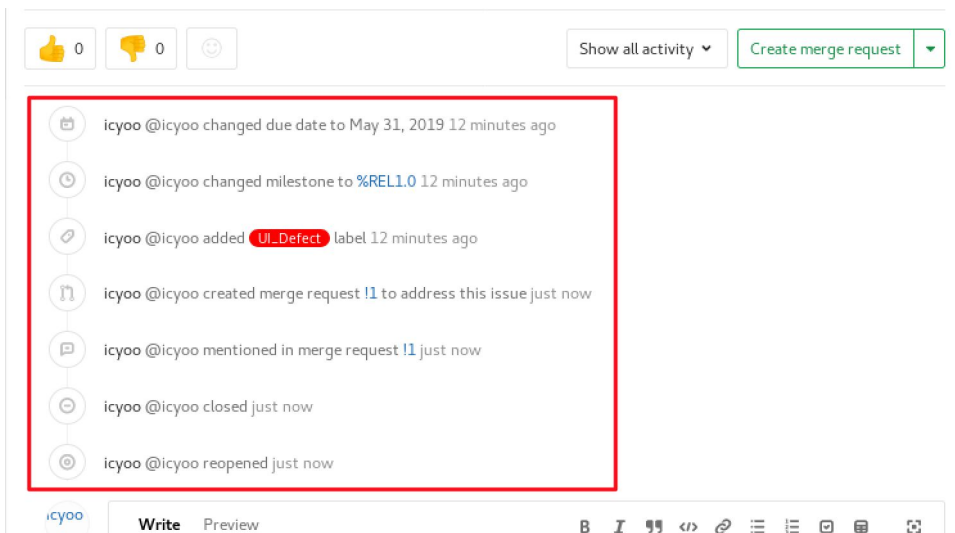 0 0 Show all activity Create merge request
icyoo @icyoo changed due date to May 31, 2019 12 minutes ago
icyoo @icyoo changed milestone to %REL1.0 12 minutes ago
icyoo @icyoo added UI_Defect label 12 minutes ago
icyoo @icyoo created merge request !1 to address this issue just now
icyoo @icyoo mentioned in merge request !1 just now
icyoo @icyoo closed just now
icyoo @icyoo reopened just now
icyoo
Write Preview B I